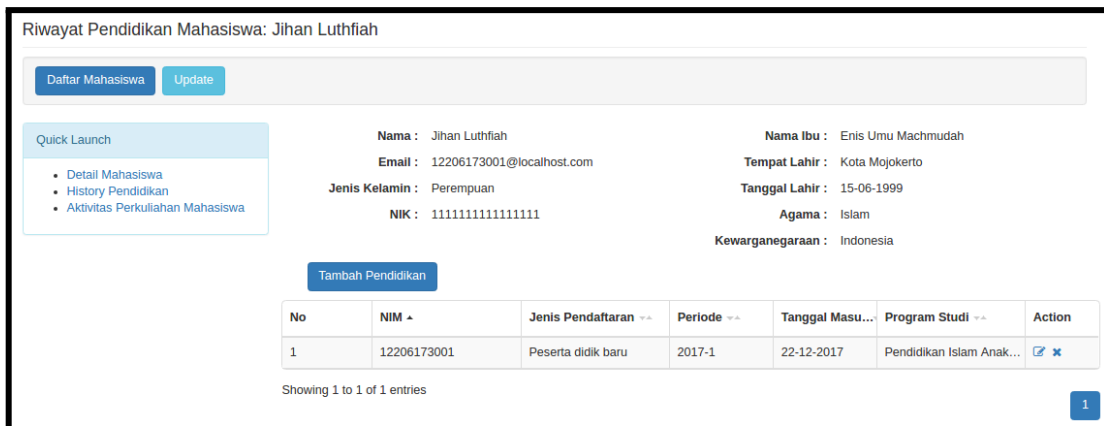 Riwayat Pendidikan Mahasiswa: Jihan Luthfiah
Daftar Mahasiswa Update
Quick Launch
Detail Mahasiswa
History Pendidikan
Aktivitas Perkuliahan Mahasiswa
Nama : Jihan Luthfiah
Email : 12206173001@localhost.com
Jenis Kelamin : Perempuan
NIK : 1111111111111111
Nama Ibu : Enis Umu Machmudah
Tempat Lahir : Kota Mojokerto
Tanggal Lahir : 15-06-1999
Agama : Islam
Kewarganegaraan : Indonesia
Tambah Pendidikan
No NIM Jenis Pendaftaran Periode Tanggal Masu... Program Studi Action
1 12206173001 Peserta didik baru 2017-1 22-12-2017 Pendidikan Islam Anak...
Showing 1 to 1 of 1 entries
1